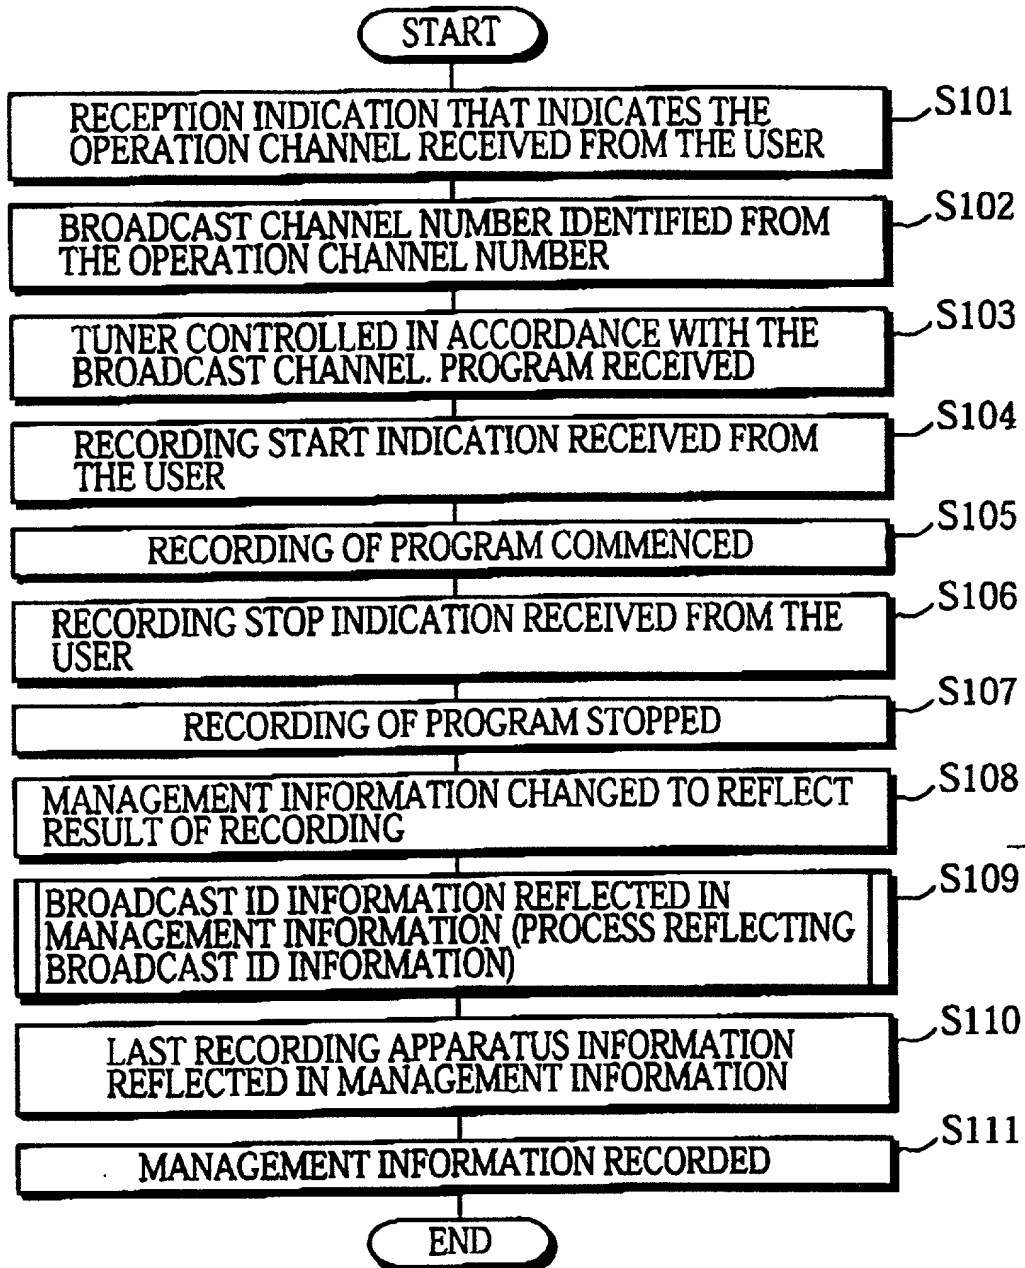 START
RECEPTION INDICATION THAT INDICATES THE
OPERATION CHANNEL RECEIVED FROM THE USER
S101
BROADCAST CHANNEL NUMBER IDENTIFIED FROM
THE OPERATION CHANNEL NUMBER
S102
TUNER CONTROLLED IN ACCORDANCE WITH THE
BROADCAST CHANNEL. PROGRAM RECEIVED
S103
RECORDING START INDICATION RECEIVED FROM
THE USER
S104
RECORDING OF PROGRAM COMMENCED
S105
RECORDING STOP INDICATION RECEIVED FROM THE
USER
S106
RECORDING OF PROGRAM STOPPED
S107
MANAGEMENT INFORMATION CHANGED TO REFLECT
RESULT OF RECORDING
S108
BROADCAST ID INFORMATION REFLECTED IN
MANAGEMENT INFORMATION (PROCESS REFLECTING
BROADCAST ID INFORMATION)
S109
LAST RECORDING APPARATUS INFORMATION
REFLECTED IN MANAGEMENT INFORMATION
S110
MANAGEMENT INFORMATION RECORDED
S111
END